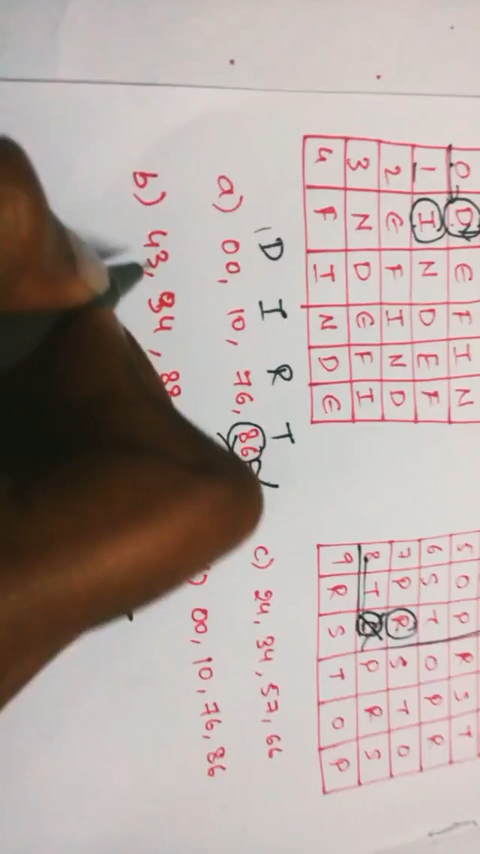 0 D E F I N
1 I N D E F
2 E F I N D
3 N D E F I
4 F I N D E
5 O P R S T
6 S T O P R
7 P R S T O
8 T O P R S
9 R S T O P
D I R T
a) 00, 10, 76, 86
b) 43, 34,
c) 24, 34, 57, 66
) 00, 10, 76, 86